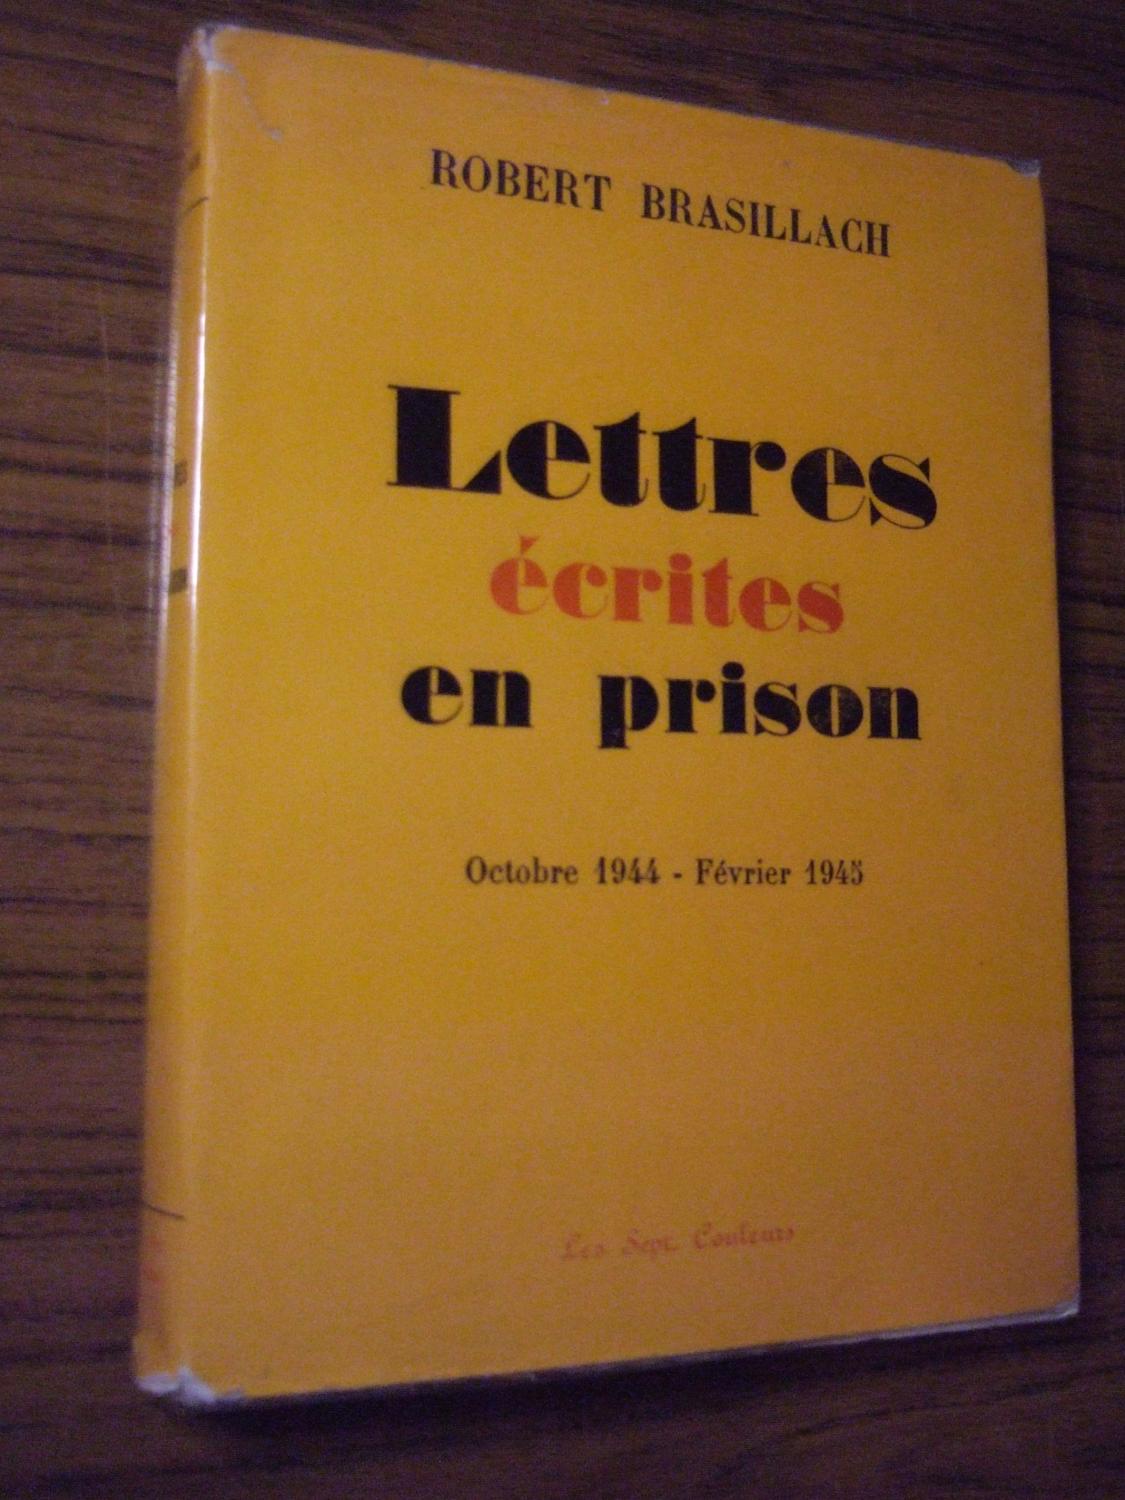 ROBERT BRASILLACH
Lettres
écrites
en prison
Octobre 1944 - Février 1945
Les Sept Couleurs